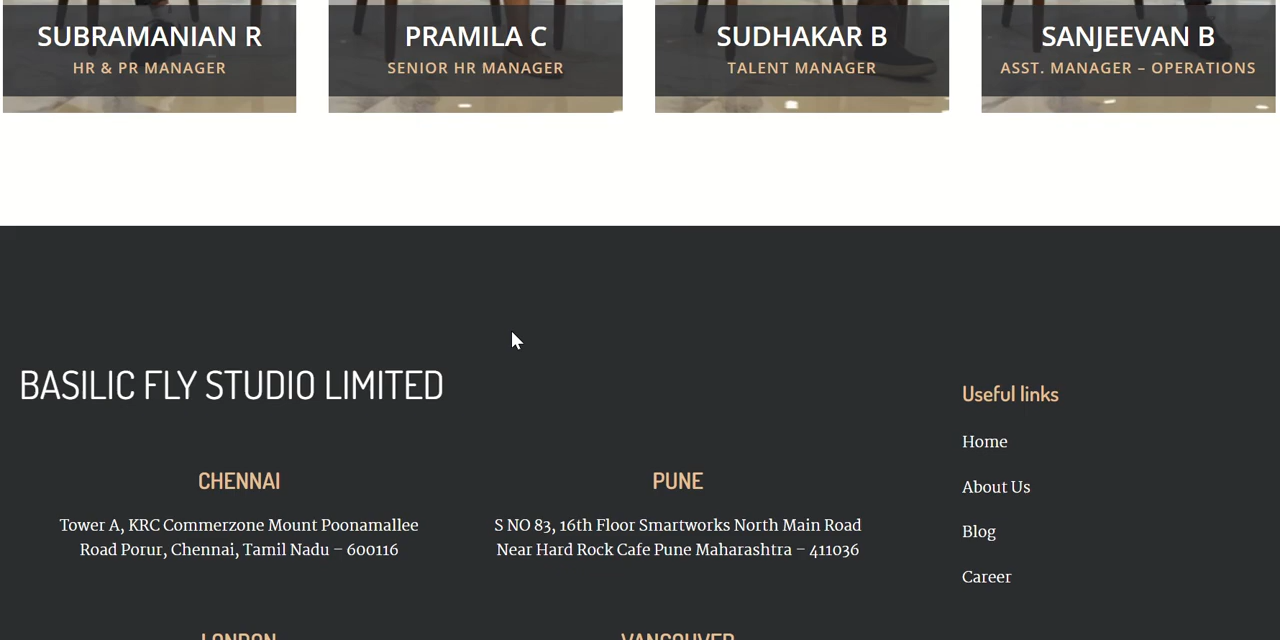 SUBRAMANIAN R
HR & PR MANAGER
PRAMILA C
SENIOR HR MANAGER
SUDHAKAR B
TALENT MANAGER
SANJEEVAN B
ASST. MANAGER – OPERATIONS
BASILIC FLY STUDIO LIMITED
CHENNAI
Tower A, KRC Commerzone Mount Poonamallee
Road Porur, Chennai, Tamil Nadu – 600116
PUNE
S NO 83, 16th Floor Smartworks North Main Road
Near Hard Rock Cafe Pune Maharashtra – 411036
LONDON
VANCOUVER
Useful links
Home
About Us
Blog
Career